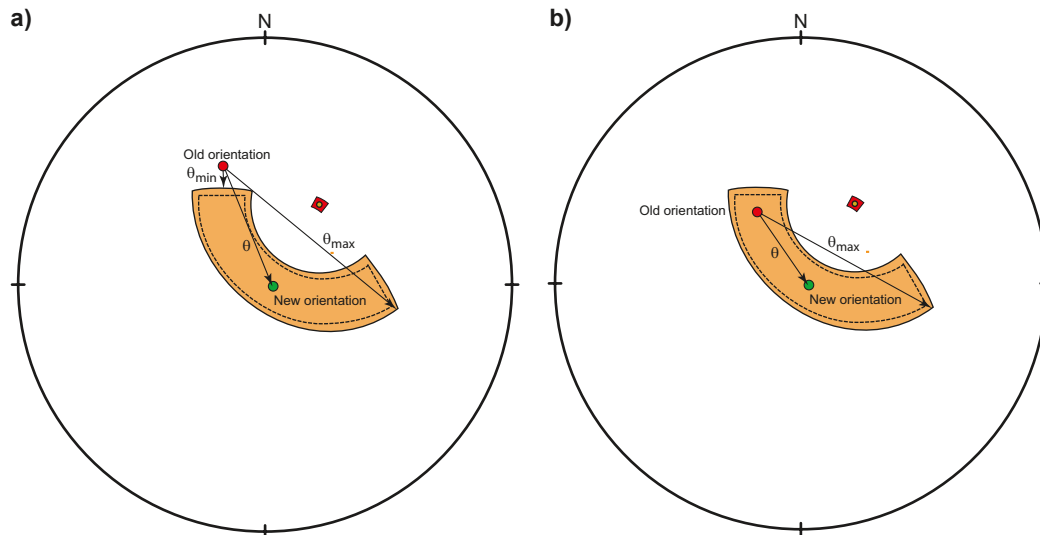 a)
N
Old orientation
θmin
θ
θmax
New orientation
b)
N
Old orientation
θmax
θ
New orientation